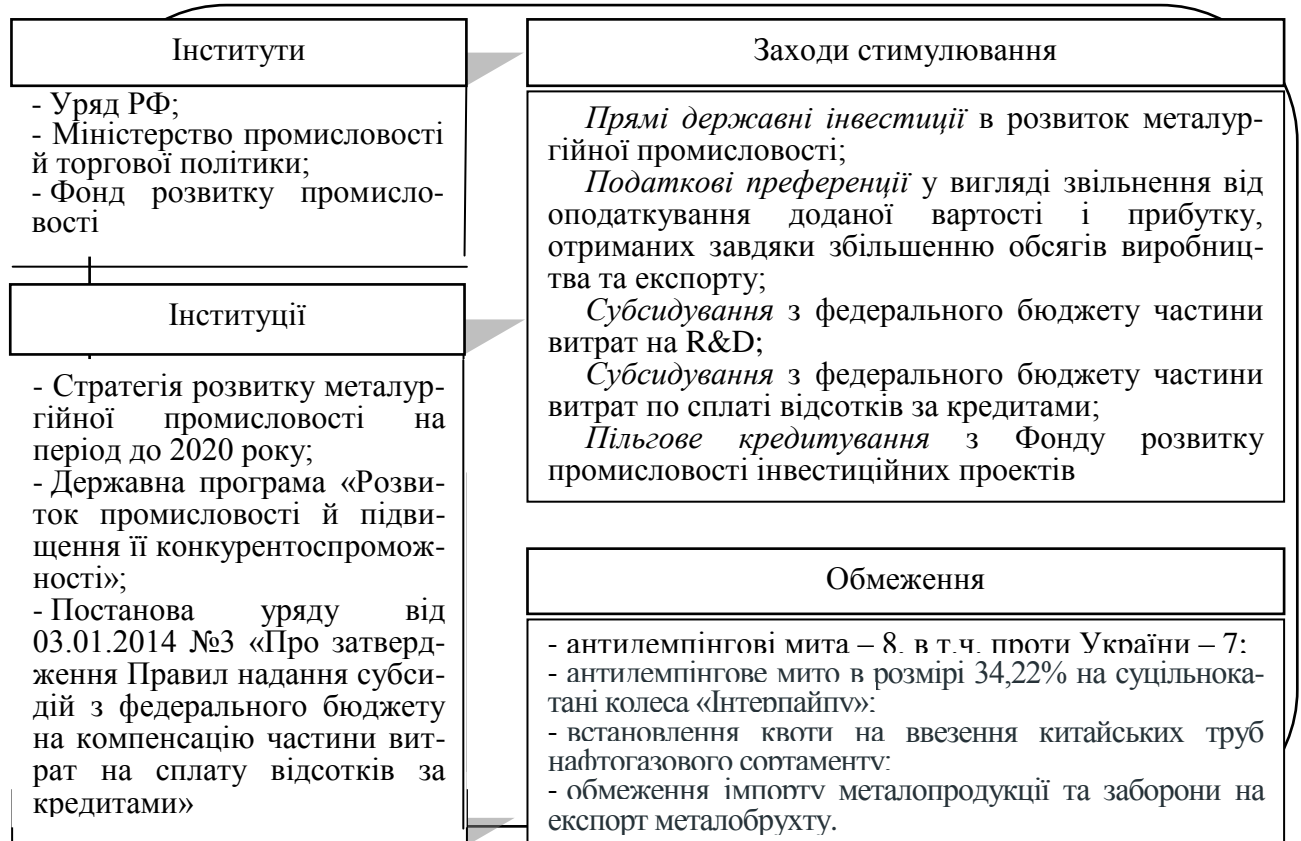 Інститути
- Уряд РФ;
- Міністерство промисловості
й торгової політики;
- Фонд розвитку промисло-
вості
Інституції
- Стратегія розвитку металур-
гійної промисловості на
період до 2020 року;
- Державна програма «Розви-
ток промисловості й підви-
щення її конкурентоспромож-
ності»;
- Постанова уряду від
03.01.2014 №3 «Про затверд-
ження Правил надання субси-
дій з федерального бюджету
на компенсацію частини вит-
рат на сплату відсотків за
кредитами»
Заходи стимулювання
Прямі державні інвестиції в розвиток металур-
гійної промисловості;
Податкові преференції у вигляді звільнення від
оподаткування доданої вартості і прибутку,
отриманих завдяки збільшенню обсягів виробниц-
тва та експорту;
Субсидування з федерального бюджету частини
витрат на R&D;
Субсидування з федерального бюджету частини
витрат по сплаті відсотків за кредитами;
Пільгове кредитування з Фонду розвитку
промисловості інвестиційних проектів
Обмеження
- антидемпінгові мита – 8, в т.ч. проти України – 7;
- антидемпінгове мито в розмірі 34,22% на суцільнока-
тані колеса «Інтерпайпу»;
- встановлення квоти на ввезення китайських труб
нафтогазового сортаменту;
- обмеження імпорту металопродукції та заборони на
експорт металобрухту.